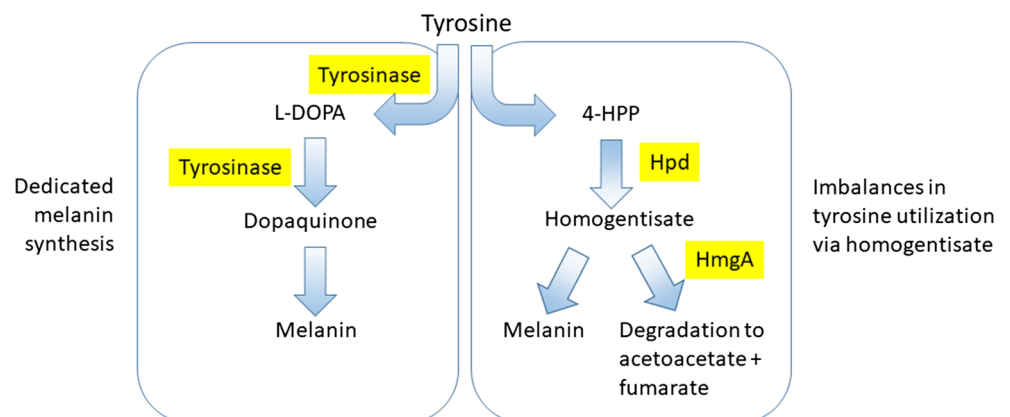 Tyrosine
Tyrosinase
L-DOPA
4-HPP
Tyrosinase
Hpd
Dedicated
melanin
synthesis
Dopaquinone
Homogentisate
Imbalances in
tyrosine utilization
via homogentisate
HmgA
Melanin
Melanin
Degradation to
acetoacetate +
fumarate